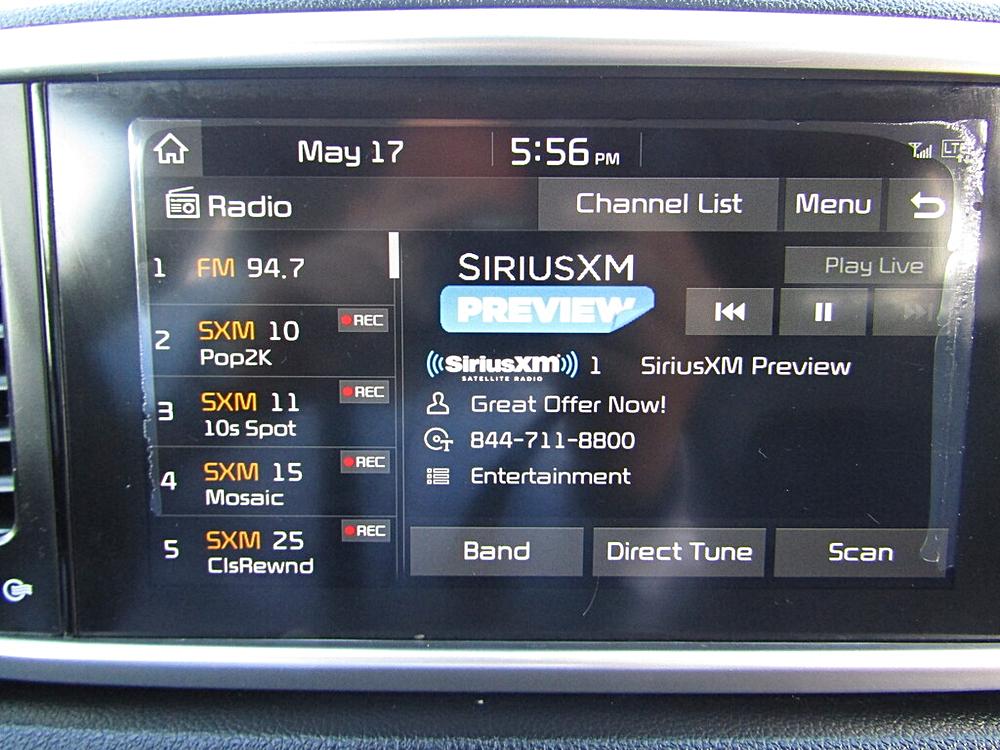 May 17
5:56 PM
LTE
Radio
Channel List
Menu
1 FM 94.7
2 SXM 10 REC
Pop2K
3 SXM 11 REC
10s Spot
4 SXM 15 REC
Mosaic
5 SXM 25 REC
ClsRewnd
SIRIUSXM
PREVIEW
Play Live
((SiriusXM)) 1 SiriusXM Preview
SATELLITE RADIO
Great Offer Now!
844-711-8800
Entertainment
Band
Direct Tune
Scan